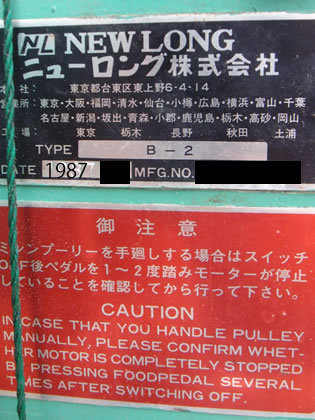 NL NEW LONG
ニューロング株式会社
本社： 東京都台東区東上野6-4-14
営業所：東京・大阪・福岡・清水・仙台・小樽・広島・横浜・富山・千葉
名古屋・新潟・坂出・青森・小郡・鹿児島・栃木・高砂・岡山
工場： 東京 栃木 長野 秋田 土浦
TYPE B-2
DATE 1987 MFG.NO.
御注意
ミシンプーリーを手廻しする場合はスイッチ
OFF後ペダルを1～2度踏みモーターが停止
していることを確認してから行って下さい。
CAUTION
IN CASE THAT YOU HANDLE PULLEY
MANUALLY, PLEASE CONFIRM WHET-
HER MOTOR IS COMPLETELY STOPPED
BY PRESSING FOODPEDAL SEVERAL
TIMES AFTER SWITCHING OFF.